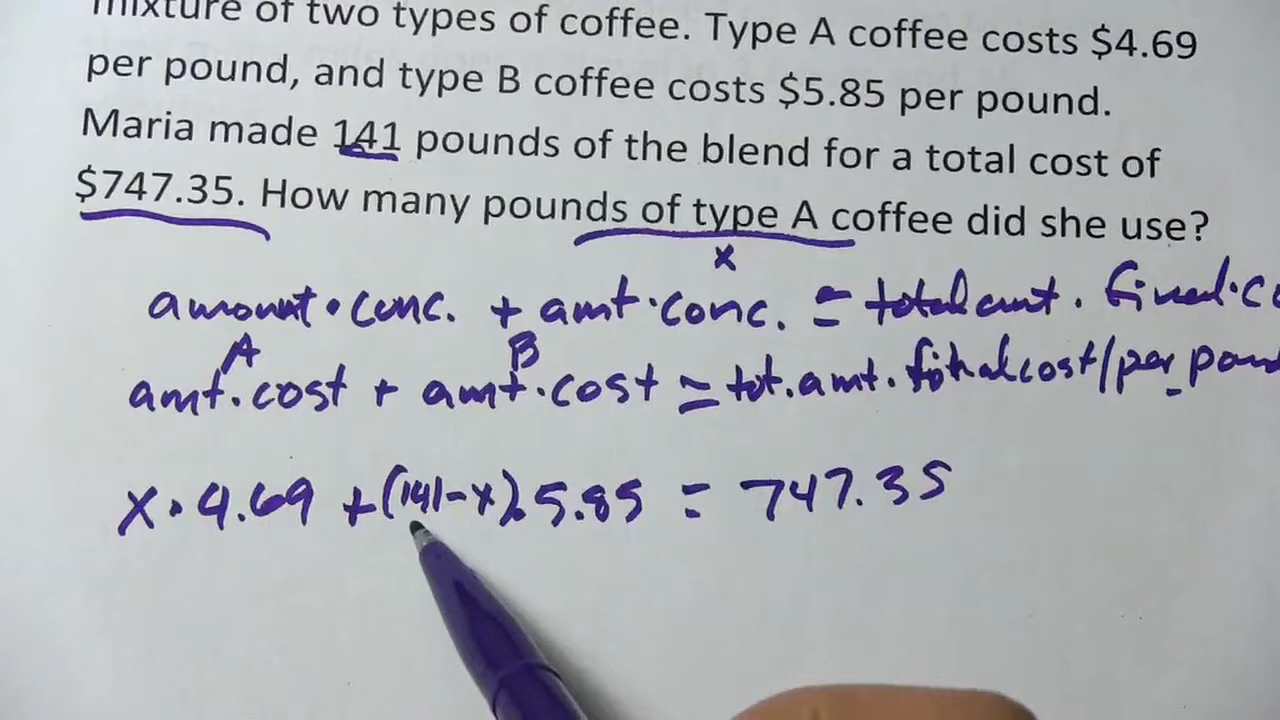 mixture of two types of coffee. Type A coffee costs $4.69
per pound, and type B coffee costs $5.85 per pound.
Maria made 141 pounds of the blend for a total cost of
$747.35. How many pounds of type A coffee did she use?
x
amount · conc. + amt · conc. = total amt .
A B
amt. · cost + amt · cost = tot. amt. cost/per pound
x · 4.69 + (141 - x) · 5.85 = 747.35